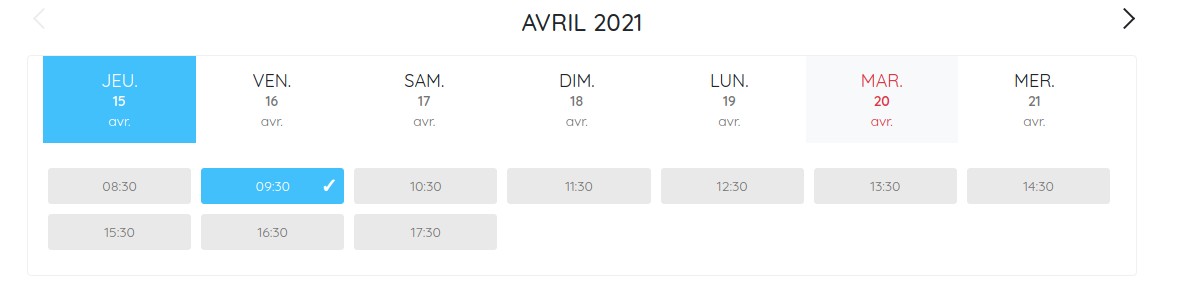 AVRIL 2021
JEU. VEN. SAM. DIM. LUN. MAR. MER.
15 16 17 18 19 20 21
avr. avr. avr. avr. avr. avr. avr.
08:30 09:30 10:30 11:30 12:30 13:30 14:30
15:30 16:30 17:30